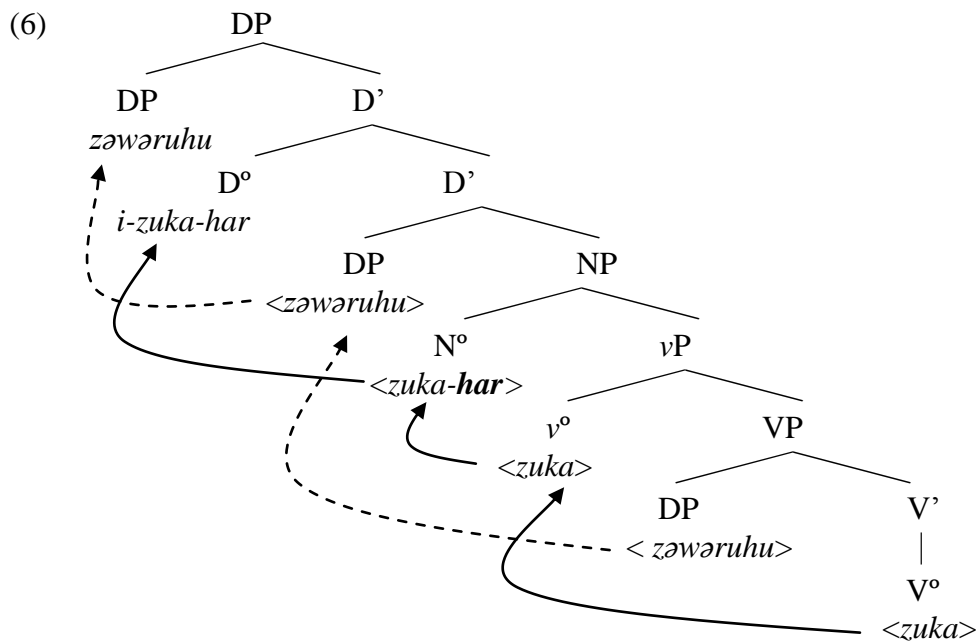 (6) DP
DP D’
zəwəruhu
Dº D’
i-zuka-har
DP NP
<zəwəruhu>
Nº vP
<zuka-har>
vº VP
<zuka>
DP V’
< zəwəruhu>
Vº
<zuka>